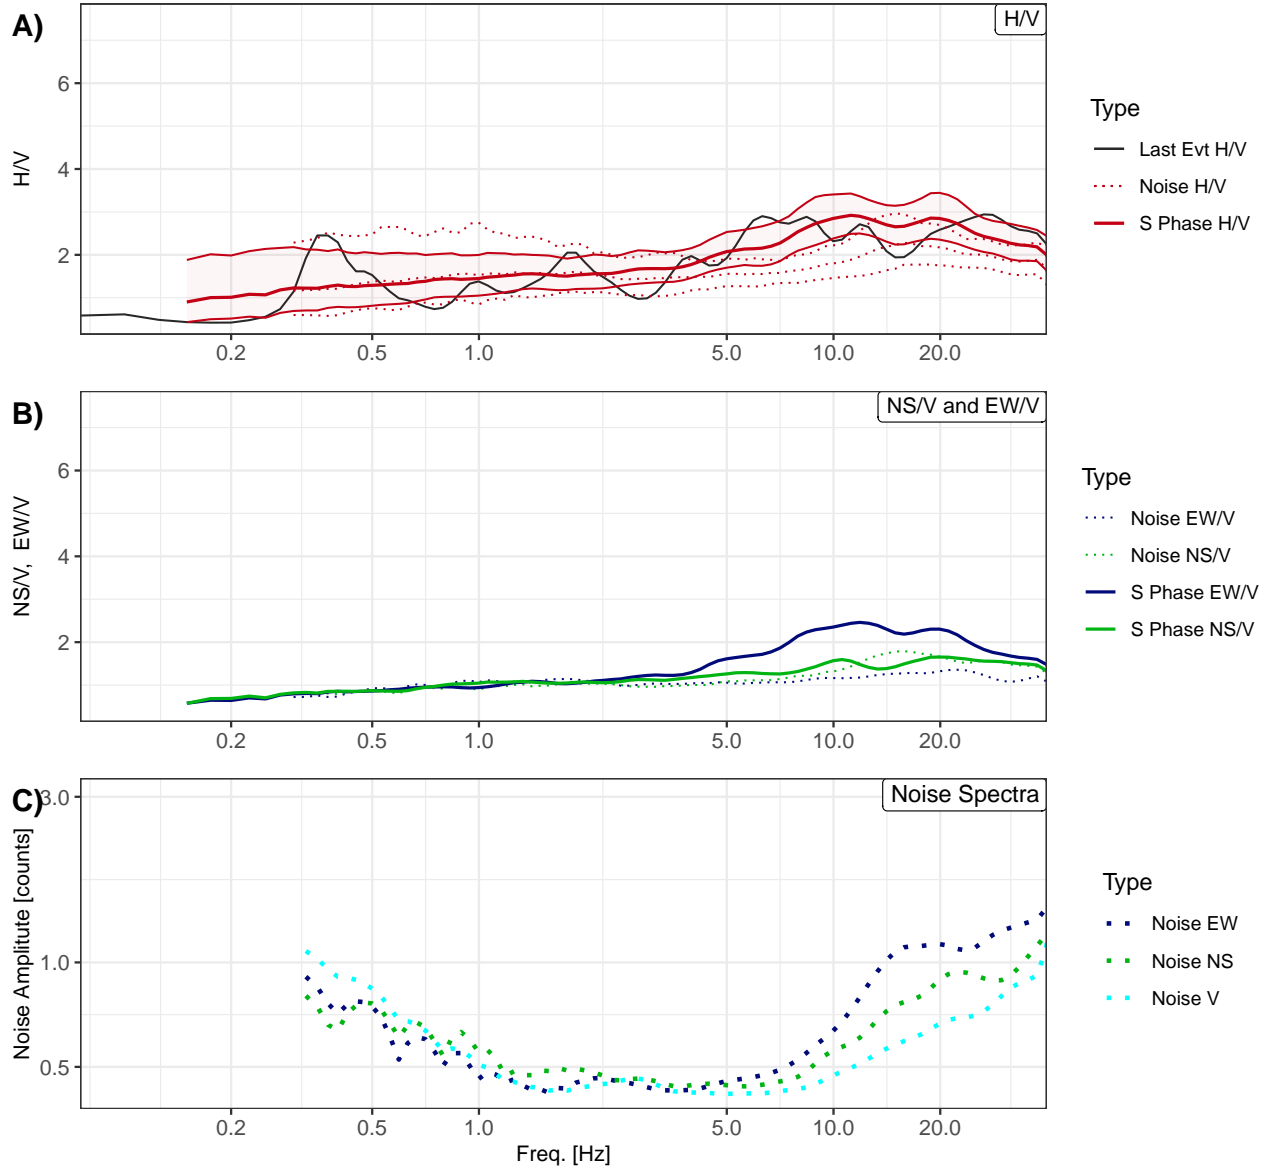 A)
H/V
6
4
2
H/V
0.2 0.5 1.0 5.0 10.0 20.0
Type
Last Evt H/V
Noise H/V
S Phase H/V
B)
NS/V and EW/V
6
4
2
NS/V, EW/V
0.2 0.5 1.0 5.0 10.0 20.0
Type
Noise EW/V
Noise NS/V
S Phase EW/V
S Phase NS/V
C)
Noise Spectra
3.0
1.0
0.5
Noise Amplitute [counts]
0.2 0.5 1.0 5.0 10.0 20.0
Freq. [Hz]
Type
Noise EW
Noise NS
Noise V